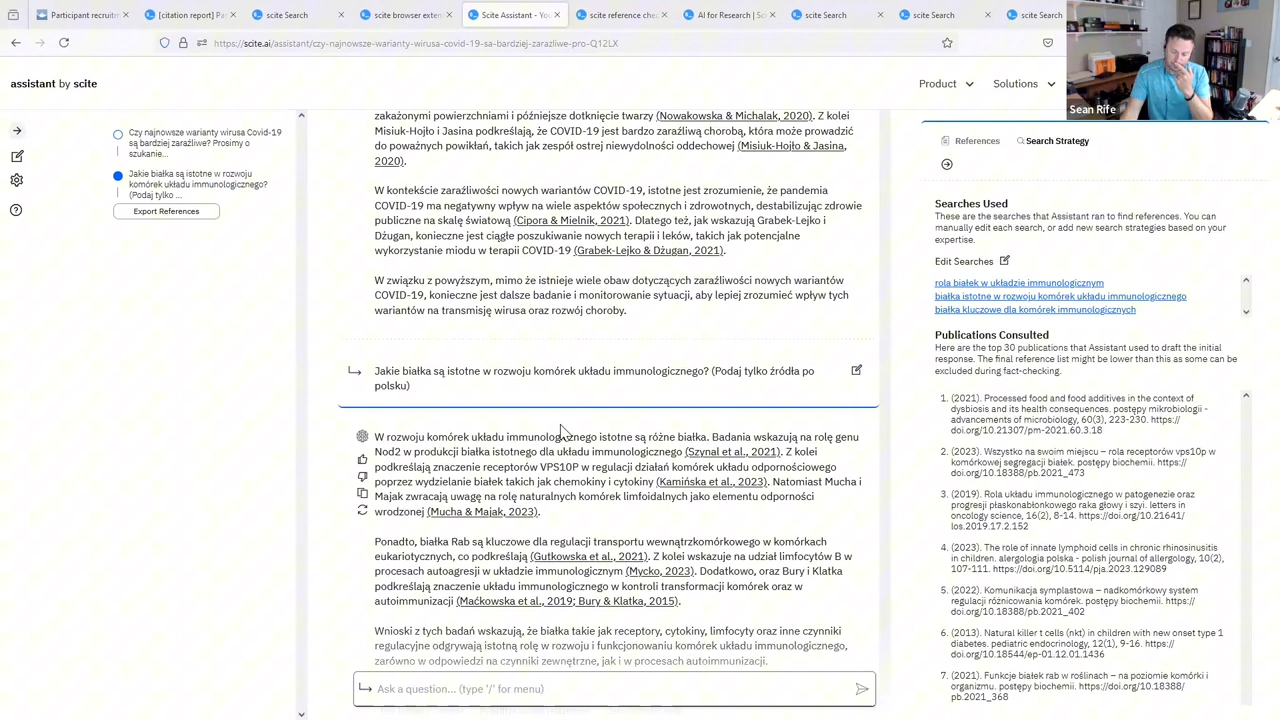 Participant recruitm
[citation report] Par
scite Search
scite browser exten
Scite Assistant - Yo
scite reference che
AI for Research | Sc
scite Search
scite Search
scite Search
https://scite.ai/assistant/czy-najnowsze-warianty-wirusa-covid-19-sa-bardziej-zarazliwe-pro-Q12LX
assistant by scite
Product
Solutions
Sean Rife
Czy najnowsze warianty wirusa Covid-19
są bardziej zaraźliwe? Prosimy o
szukanie...
Jakie białka są istotne w rozwoju
komórek układu immunologicznego?
(Podaj tylko ...
Export References
mi powierzchniami i późniejsze dotknięcie twarzy (Nowakowska & Michalak, 2020). Z kolei
Misiuk-Hojło i Jasina podkreślają, że COVID-19 jest bardzo zaraźliwą chorobą, która może prowadzić
do poważnych powikłań, takich jak zespół ostrej niewydolności oddechowej (Misiuk-Hojło & Jasina,
2020).
W kontekście zaraźliwości nowych wariantów COVID-19, istotne jest zrozumienie, że pandemia
COVID-19 ma negatywny wpływ na wiele aspektów społecznych i zdrowotnych, destabilizując zdrowie
publiczne na skalę światową (Cipora & Mielnik, 2021). Dlatego też, jak wskazują Grabek-Lejko i
Dżugan, konieczne jest ciągłe poszukiwanie nowych terapii i leków, takich jak potencjalne
wykorzystanie miodu w terapii COVID-19 (Grabek-Lejko & Dżugan, 2021).
W związku z powyższym, mimo że istnieje wiele obaw dotyczących zaraźliwości nowych wariantów
COVID-19, konieczne jest dalsze badanie i monitorowanie sytuacji, aby lepiej zrozumieć wpływ tych
wariantów na transmisję wirusa oraz rozwój choroby.
Jakie białka są istotne w rozwoju komórek układu immunologicznego? (Podaj tylko źródła po
polsku)
W rozwoju komórek układu immunologicznego istotne są różne białka. Badania wskazują na rolę genu
Nod2 w produkcji białka istotnego dla układu immunologicznego (Szynal et al., 2021). Z kolei
podkreślają znaczenie receptorów VPS10P w regulacji działań komórek układu odpornościowego
poprzez wydzielanie białek takich jak chemokiny i cytokiny (Kamińska et al., 2023). Natomiast Mucha i
Majak zwracają uwagę na rolę naturalnych komórek limfoidalnych jako elementu odporności
wrodzonej (Mucha & Majak, 2023).
Ponadto, białka Rab są kluczowe dla regulacji transportu wewnątrzkomórkowego w komórkach
eukariotycznych, co podkreślają (Gutkowska et al., 2021). Z kolei wskazuje na udział limfocytów B w
procesach autoagresji w układzie immunologicznym (Mycko, 2023). Dodatkowo, oraz Bury i Klatka
podkreślają znaczenie układu immunologicznego w kontroli transformacji komórek oraz w
autoimmunizacji (Maćkowska et al., 2019; Bury & Klatka, 2015).
Wnioski z tych badań wskazują, że białka takie jak receptory, cytokiny, limfocyty oraz inne czynniki
regulacyjne odgrywają istotną rolę w rozwoju i funkcjonowaniu komórek układu immunologicznego,
zarówno w odpowiedzi na czynniki zewnętrzne, jak i w procesach autoimmunizacji.
Ask a question... (type '/' for menu)
References
Search Strategy
Searches Used
These are the searches that Assistant ran to find references. You can
manually edit each search, or add new search strategies based on your
expertise.
Edit Searches
rola białek w układzie immunologicznym
białka istotne w rozwoju komórek układu immunologicznego
białka kluczowe dla komórek immunologicznych
Publications Consulted
Here are the top 30 publications that Assistant used to draft the initial
response. The final reference list might be lower than this as some can be
excluded during fact-checking.
1. (2021). Processed food and food additives in the context of
dysbiosis and its health consequences. postępy mikrobiologii -
advancements of microbiology, 60(3), 223-230. https://
doi.org/10.21307/pm-2021.60.3.18
2. (2023). Wszystko na swoim miejscu – rola receptorów vps10p w
komórkowej segregacji białek. postępy biochemii. https://
doi.org/10.18388/pb.2021_473
3. (2019). Rola układu immunologicznego w patogenezie oraz
progresji płaskonabłonkowego raka głowy i szyi. letters in
oncology science, 16(2), 8-14. https://doi.org/10.21641/
los.2019.17.2.152
4. (2023). The role of innate lymphoid cells in chronic rhinosinusitis
in children. alergologia polska - polish journal of allergology, 10(2),
107-111. https://doi.org/10.5114/pja.2023.129089
5. (2022). Komunikacja symplastowa – nadkomórkowy system
regulacji różnicowania komórek. postępy biochemii. https://
doi.org/10.18388/pb.2021_402
6. (2013). Natural killer t cells (nkt) in children with new onset type 1
diabetes. pediatric endocrinology, 12(1), 9-16. https://
doi.org/10.18544/ep-01.12.01.1436
7. (2021). Funkcje białek rab w roślinach – na poziomie komórki i
organizmu. postępy biochemii. https://doi.org/10.18388/
pb.2021_368